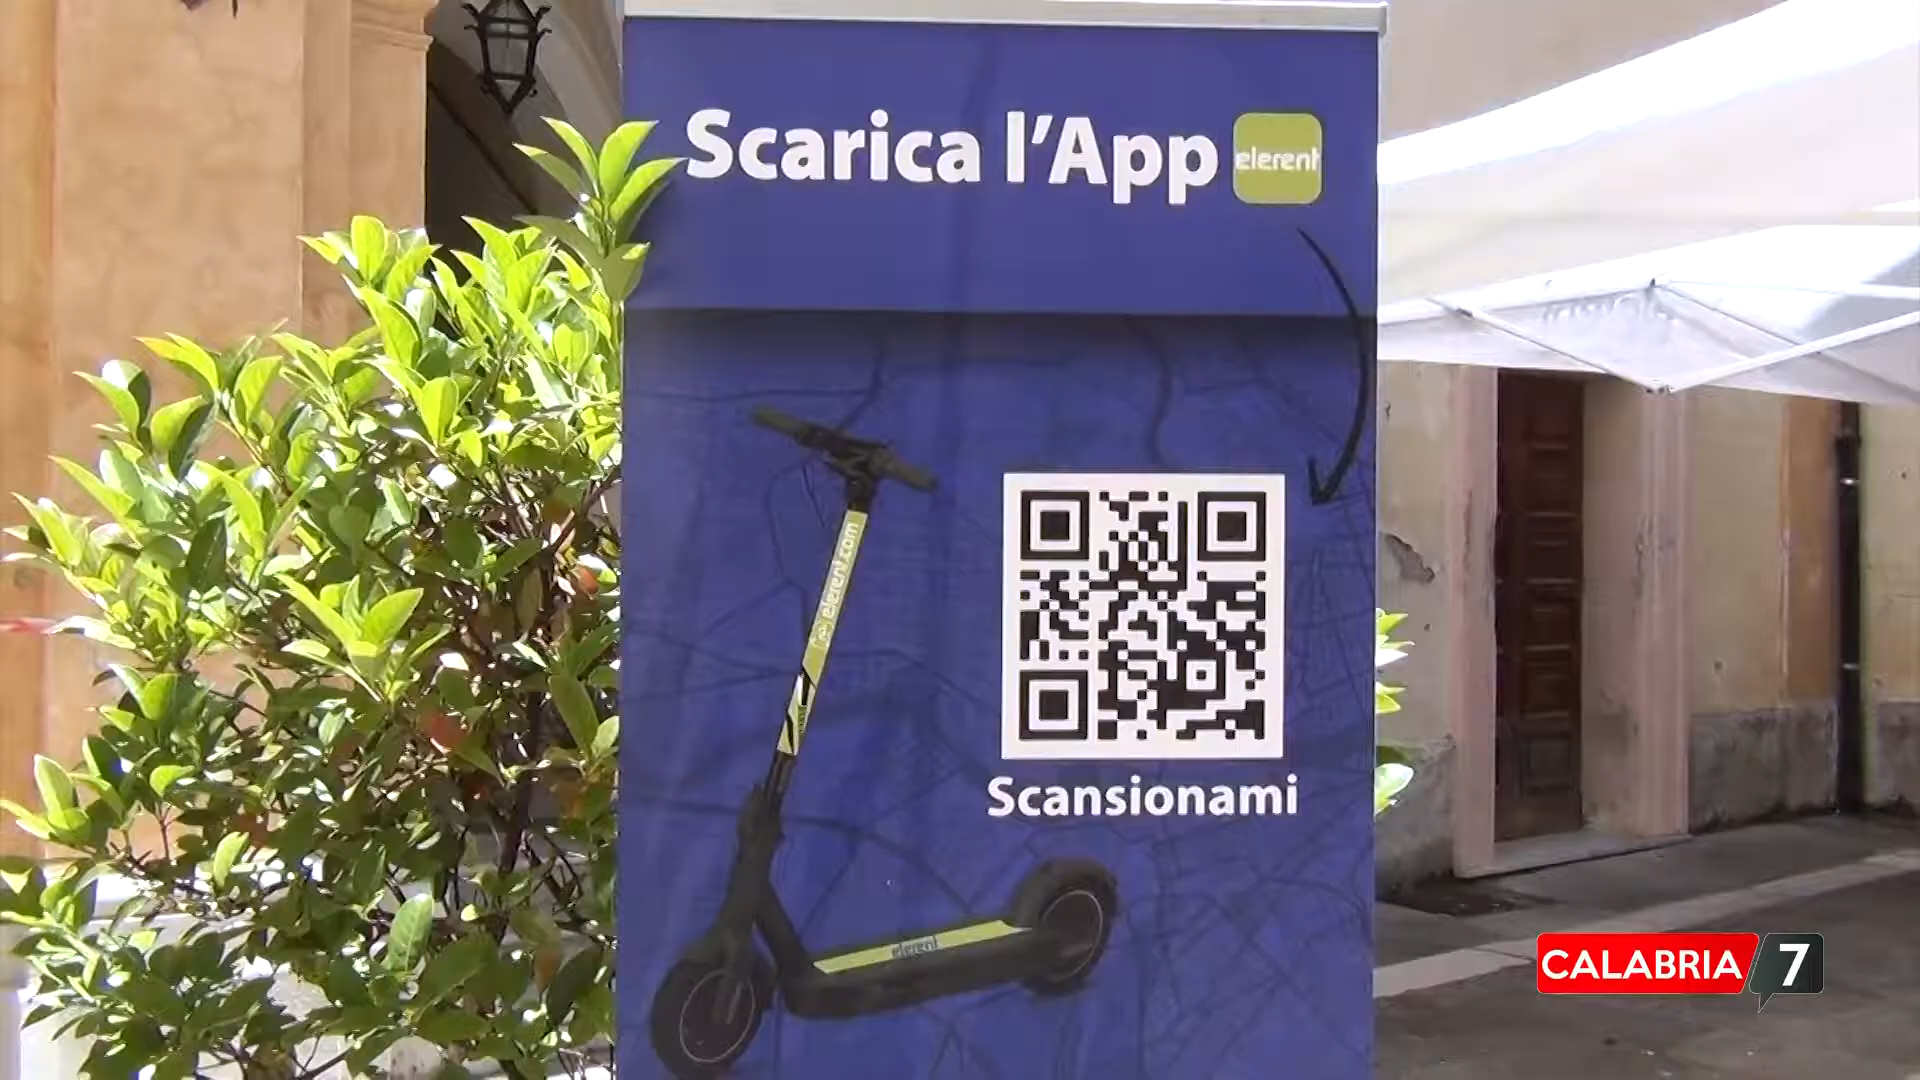 Scarica l'App elerent
elerent.com
Scansionami
elerent
CALABRIA 7